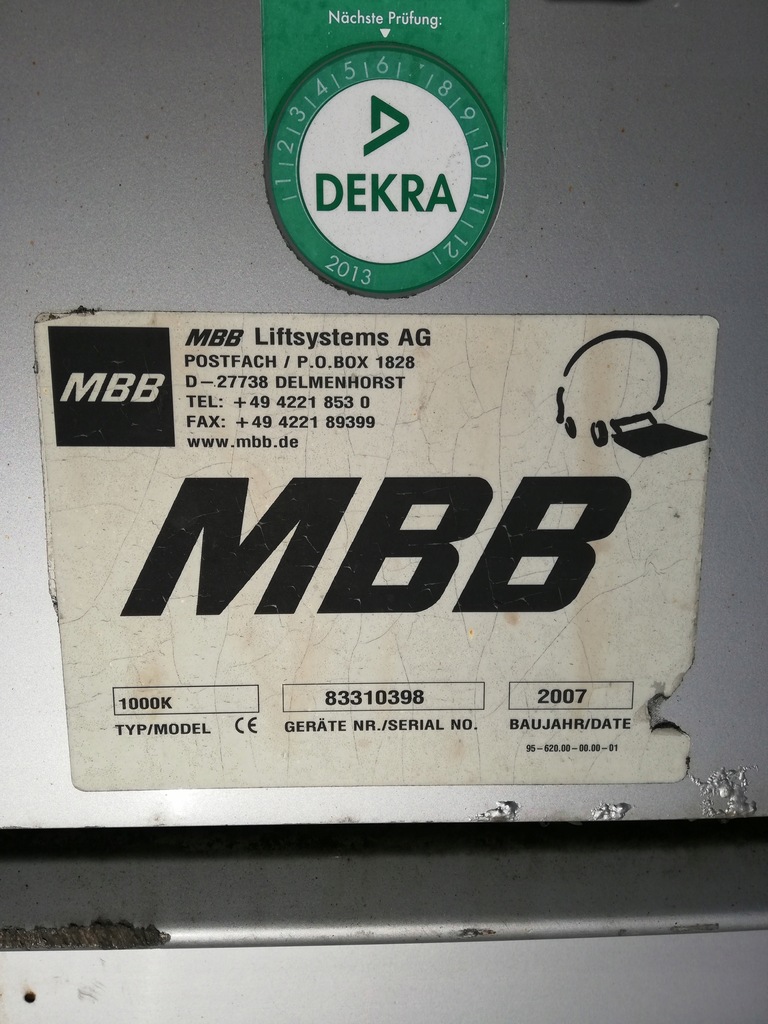 Nächste Prüfung:
1 2 3 4 5 6 8 9 10 11 12
DEKRA
2013
MBB
MBB Liftsystems AG
POSTFACH / P.O.BOX 1828
D-27738 DELMENHORST
TEL: +49 4221 853 0
FAX: +49 4221 89399
www.mbb.de
MBB
1000K
83310398
2007
TYP/MODEL CE
GERÄTE NR./SERIAL NO.
BAUJAHR/DATE
95-620.00-00.00-01